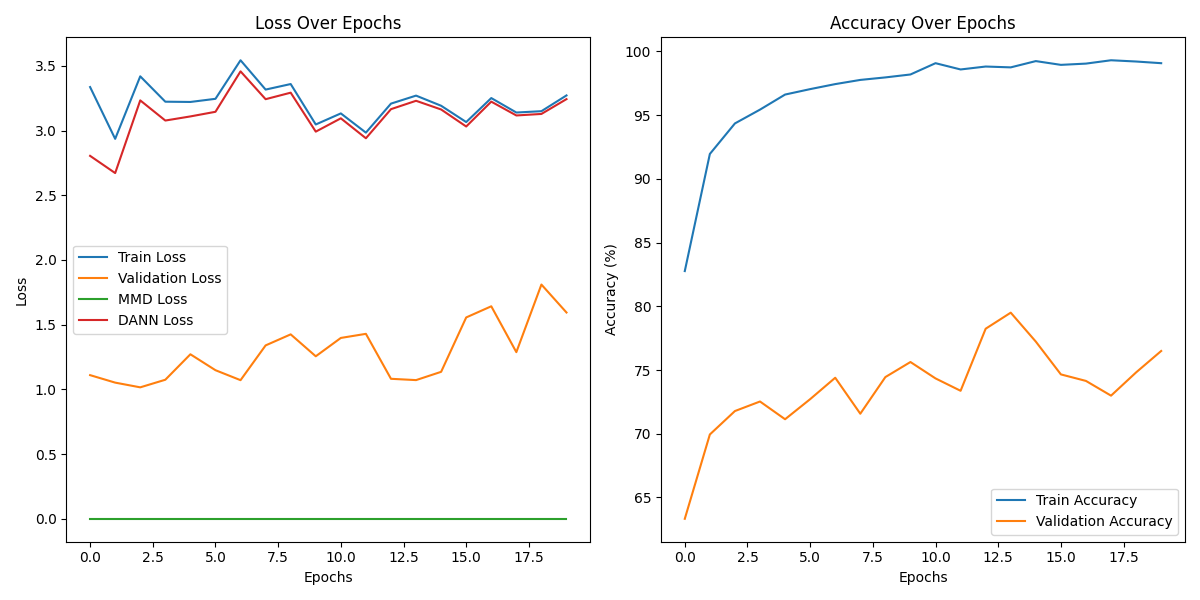 Loss Over Epochs
3.5
3.0
2.5
2.0
1.5
1.0
0.5
0.0
Loss
Train Loss
Validation Loss
MMD Loss
DANN Loss
0.0 2.5 5.0 7.5 10.0 12.5 15.0 17.5
Epochs
Accuracy Over Epochs
100
95
90
85
80
75
70
65
Accuracy (%)
Train Accuracy
Validation Accuracy
0.0 2.5 5.0 7.5 10.0 12.5 15.0 17.5
Epochs